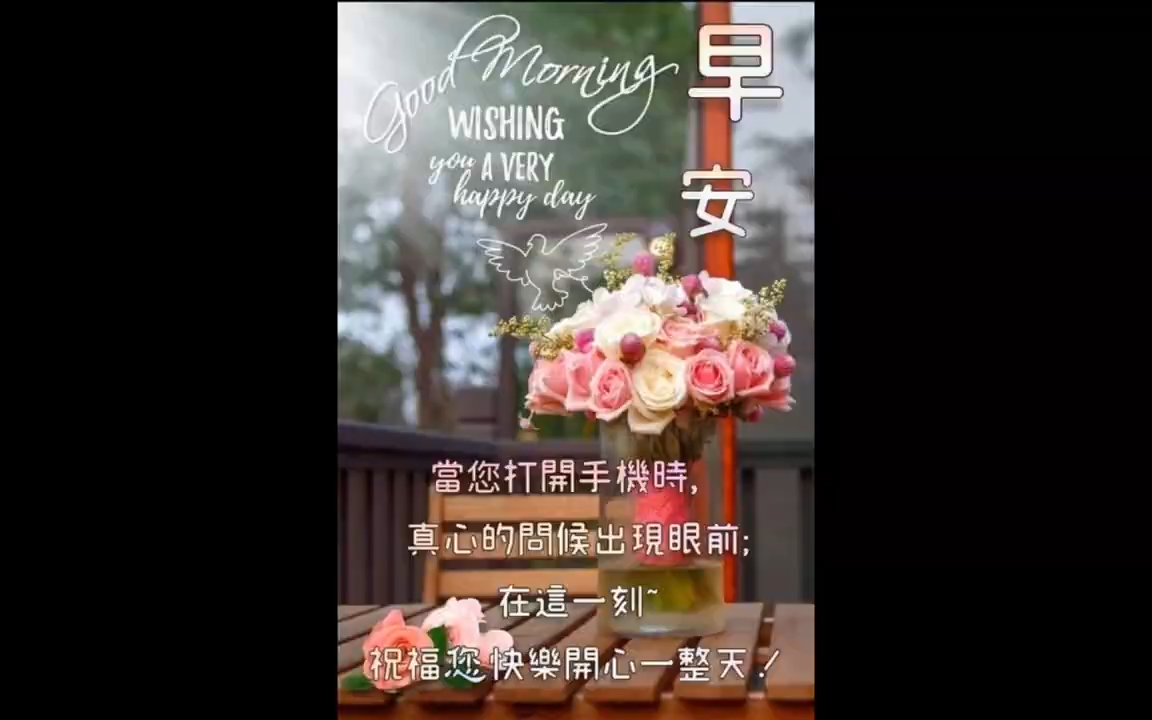 Good Morning
WISHING
you A VERY
happy day
早
安
當您打開手機時,
真心的問候出現眼前;
在這一刻~
祝福您快樂開心一整天!